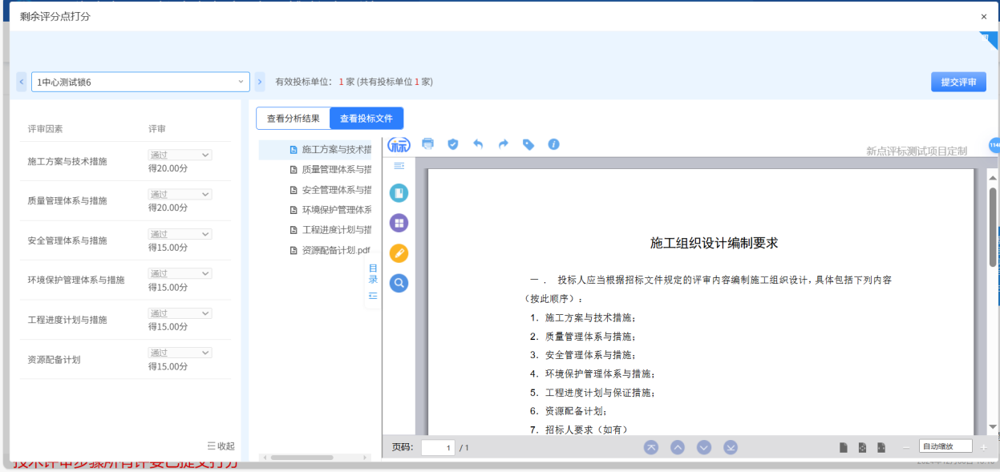 剩余评分点打分
×
1中心测试锁6
有效投标单位： 1 家 (共有投标单位 1 家)
提交评审
查看分析结果
查看投标文件
评审因素
评审
施工方案与技术措施
通过
得20.00分
质量管理体系与措施
通过
得20.00分
安全管理体系与措施
通过
得15.00分
环境保护管理体系与措施
通过
得15.00分
工程进度计划与措施
通过
得15.00分
资源配备计划
通过
得15.00分
收起
施工方案与技术措
质量管理体系与措
安全管理体系与措
环境保护管理体系
工程进度计划与措
资源配备计划.pdf
目录
标
新点评标测试项目定制
114
施工组织设计编制要求
一 ． 投标人应当根据招标文件规定的评审内容编制施工组织设计，具体包括下列内容
（按此顺序）：
1. 施工方案与技术措施；
2. 质量管理体系与措施；
3. 安全管理体系与措施；
4. 环境保护管理体系与措施；
5. 工程进度计划与保证措施；
6. 资源配备计划；
7. 招标人要求（如有）
页码：
1 / 1
自动缩放
技术评审步骤所有评委已提交打分